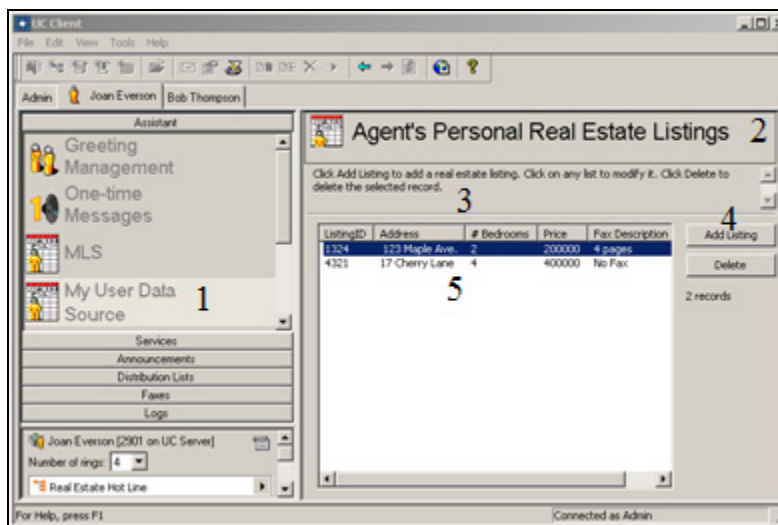 UC Client
File Edit View Tools Help
Admin Joan Everson Bob Thompson
Assistant
Greeting
Management
One-time
Messages
MLS
My User Data
Source
1
Services
Announcements
Distribution Lists
Faxes
Logs
Joan Everson [2901 on UC Server]
Number of rings: 4
Real Estate Hot Line
Agent's Personal Real Estate Listings 2
Click Add Listing to add a real estate listing. Click on any list to modify it. Click Delete to
delete the selected record.
3
4
ListingID Address # Bedrooms Price Fax Description
1324 123 Maple Ave. 2 200000 4 pages
4321 17 Cherry Lane 4 400000 No Fax
5
Add Listing
Delete
2 records
For Help, press F1
Connected as Admin